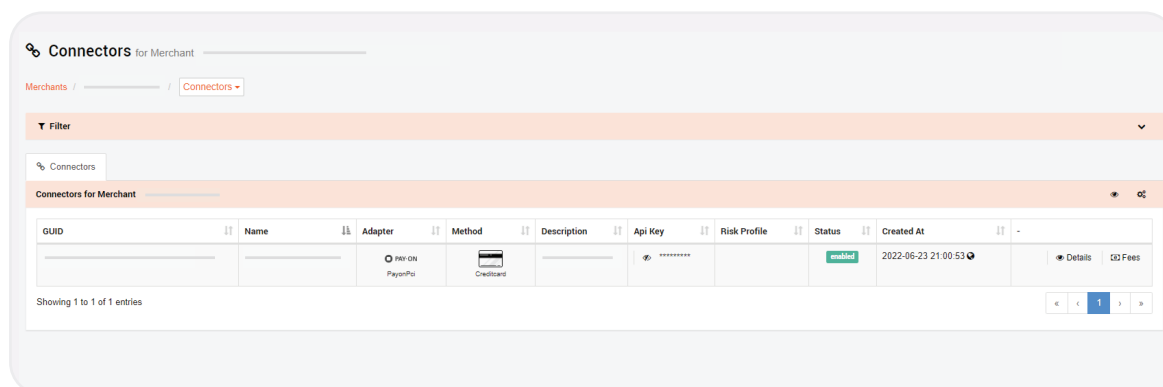 Connectors for Merchant
Merchants / / Connectors
Filter
Connectors
Connectors for Merchant
GUID Name Adapter Method Description Api Key Risk Profile Status Created At -
PAY-ON ********* enabled 2022-06-23 21:00:53 Details Fees
PayonPci Creditcard
Showing 1 to 1 of 1 entries « ‹ 1 › »